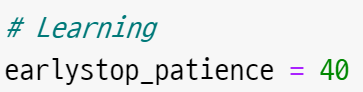 # Learning
earlystop_patience = 40